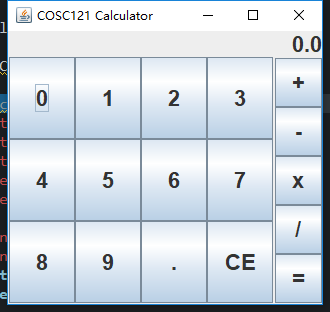 COSC121 Calculator
0.0
0 1 2 3 +
-
4 5 6 7 x
/
8 9 . CE =